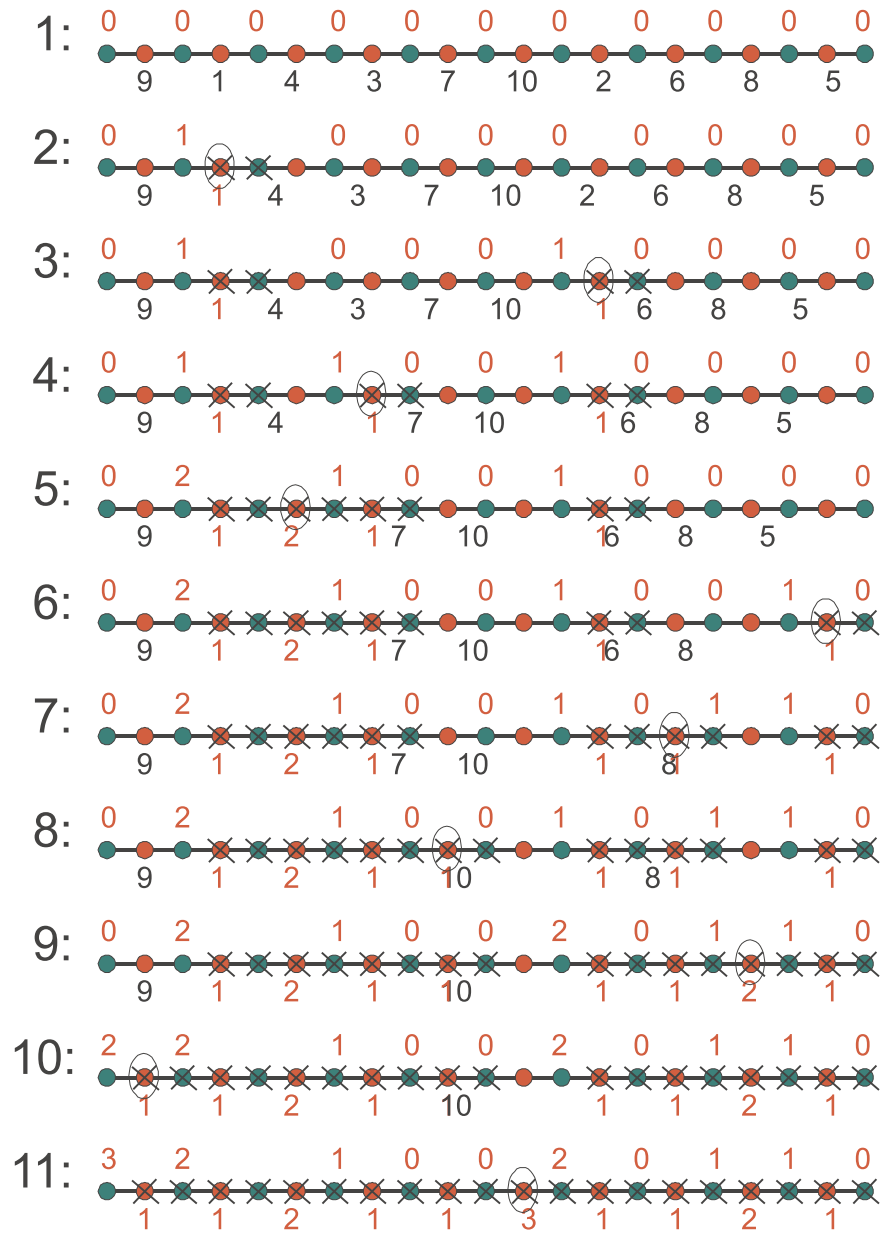 1: 0 0 0 0 0 0 0 0 0 0 0
9 1 4 3 7 10 2 6 8 5
2: 0 1 0 0 0 0 0 0 0 0
9 1 4 3 7 10 2 6 8 5
3: 0 1 0 0 0 1 0 0 0 0
9 1 4 3 7 10 1 6 8 5
4: 0 1 1 0 0 1 0 0 0 0
9 1 4 1 7 10 1 6 8 5
5: 0 2 1 0 0 1 0 0 0 0
9 1 2 1 7 10 1 6 8 5
6: 0 2 1 0 0 1 0 0 1 0
9 1 2 1 7 10 1 6 8 1
7: 0 2 1 0 0 1 0 1 1 0
9 1 2 1 7 10 1 8 1 1
8: 0 2 1 0 0 1 0 1 1 0
9 1 2 1 1 10 1 8 1 1
9: 0 2 1 0 0 2 0 1 1 0
9 1 2 1 1 10 1 1 2 1
10: 2 2 1 0 0 2 0 1 1 0
1 1 2 1 1 10 1 1 2 1
11: 3 2 1 0 0 2 0 1 1 0
1 1 2 1 1 3 1 1 2 1